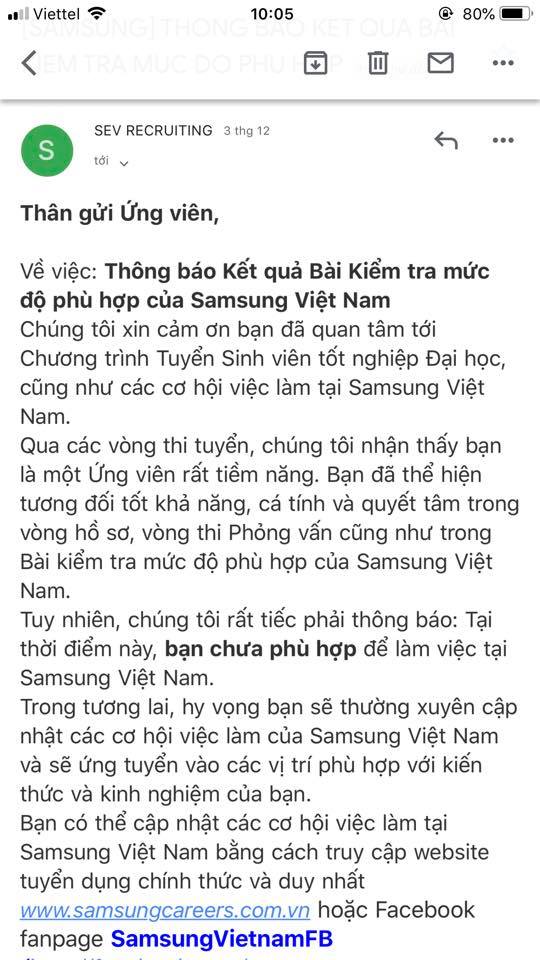 Viettel 10:05 80%
[SAMSUNG] THÔNG BÁO KẾT QUẢ BÀI
KIỂM TRA MỨC ĐỘ PHÙ HỢP
S
SEV RECRUITING 3 thg 12
tới
Thân gửi Ứng viên,
Về việc: Thông báo Kết quả Bài Kiểm tra mức
độ phù hợp của Samsung Việt Nam
Chúng tôi xin cảm ơn bạn đã quan tâm tới
Chương trình Tuyển Sinh viên tốt nghiệp Đại học,
cũng như các cơ hội việc làm tại Samsung Việt
Nam.
Qua các vòng thi tuyển, chúng tôi nhận thấy bạn
là một Ứng viên rất tiềm năng. Bạn đã thể hiện
tương đối tốt khả năng, cá tính và quyết tâm trong
vòng hồ sơ, vòng thi Phỏng vấn cũng như trong
Bài kiểm tra mức độ phù hợp của Samsung Việt
Nam.
Tuy nhiên, chúng tôi rất tiếc phải thông báo: Tại
thời điểm này, bạn chưa phù hợp để làm việc tại
Samsung Việt Nam.
Trong tương lai, hy vọng bạn sẽ thường xuyên cập
nhật các cơ hội việc làm của Samsung Việt Nam
và sẽ ứng tuyển vào các vị trí phù hợp với kiến
thức và kinh nghiệm của bạn.
Bạn có thể cập nhật các cơ hội việc làm tại
Samsung Việt Nam bằng cách truy cập website
tuyển dụng chính thức và duy nhất
www.samsungcareers.com.vn hoặc Facebook
fanpage SamsungVietnamFB